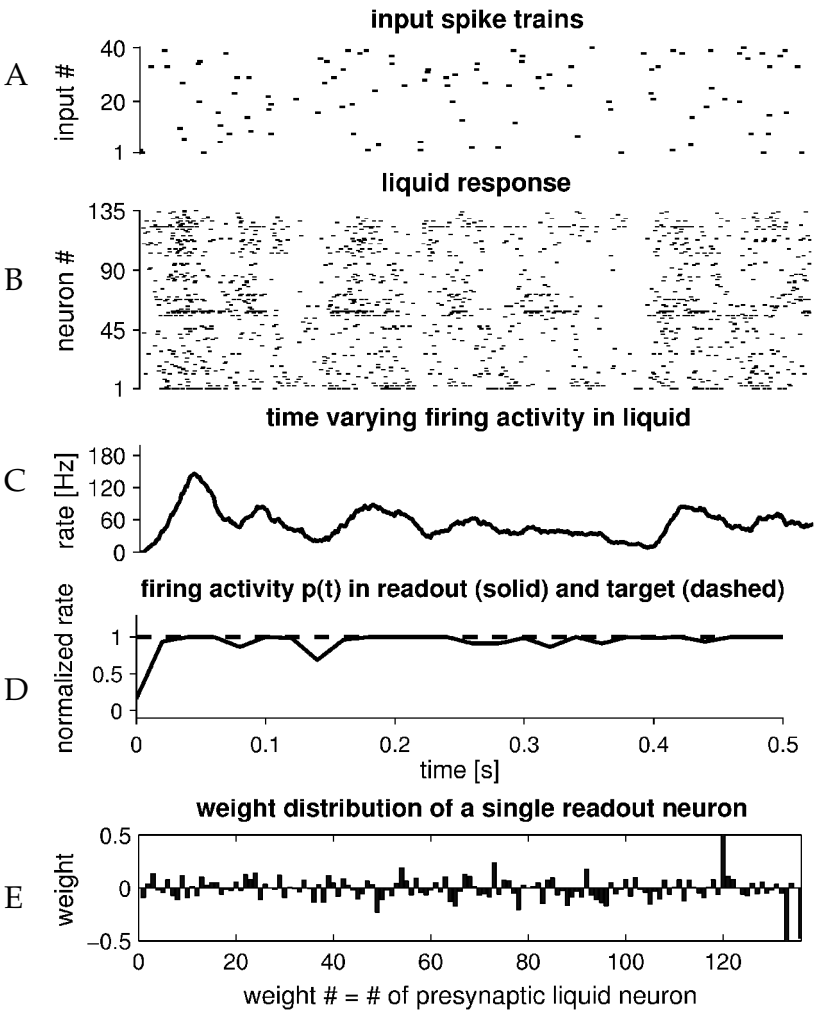 input spike trains
A
input #
40
20
1
liquid response
B
neuron #
135
90
45
1
time varying firing activity in liquid
C
rate [Hz]
180
120
60
0
firing activity p(t) in readout (solid) and target (dashed)
D
normalized rate
1
0.5
0
0 0.1 0.2 0.3 0.4 0.5
time [s]
weight distribution of a single readout neuron
E
weight
0.5
0
−0.5
0 20 40 60 80 100 120
weight # = # of presynaptic liquid neuron